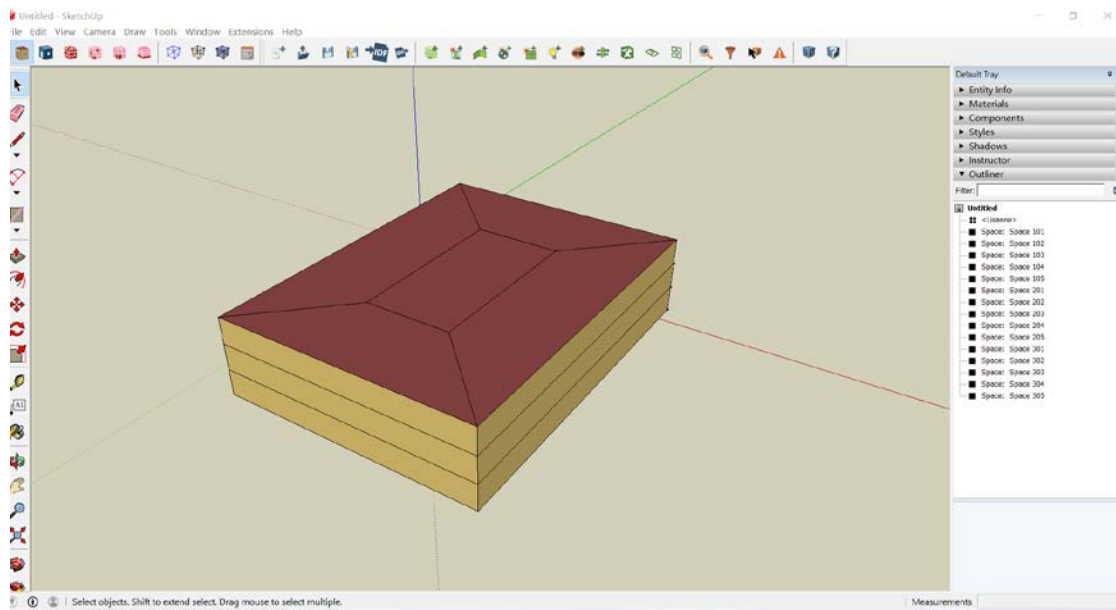 Untitled - SketchUp
File Edit View Camera Draw Tools Window Extensions Help
IDF
Default Tray
Entity Info
Materials
Components
Styles
Shadows
Instructor
Outliner
Filter:
Untitled
Space: Space 101
Space: Space 102
Space: Space 103
Space: Space 104
Space: Space 105
Space: Space 201
Space: Space 202
Space: Space 203
Space: Space 204
Space: Space 205
Space: Space 301
Space: Space 302
Space: Space 303
Space: Space 304
Space: Space 305
Select objects. Shift to extend select. Drag mouse to select multiple.
Measurements